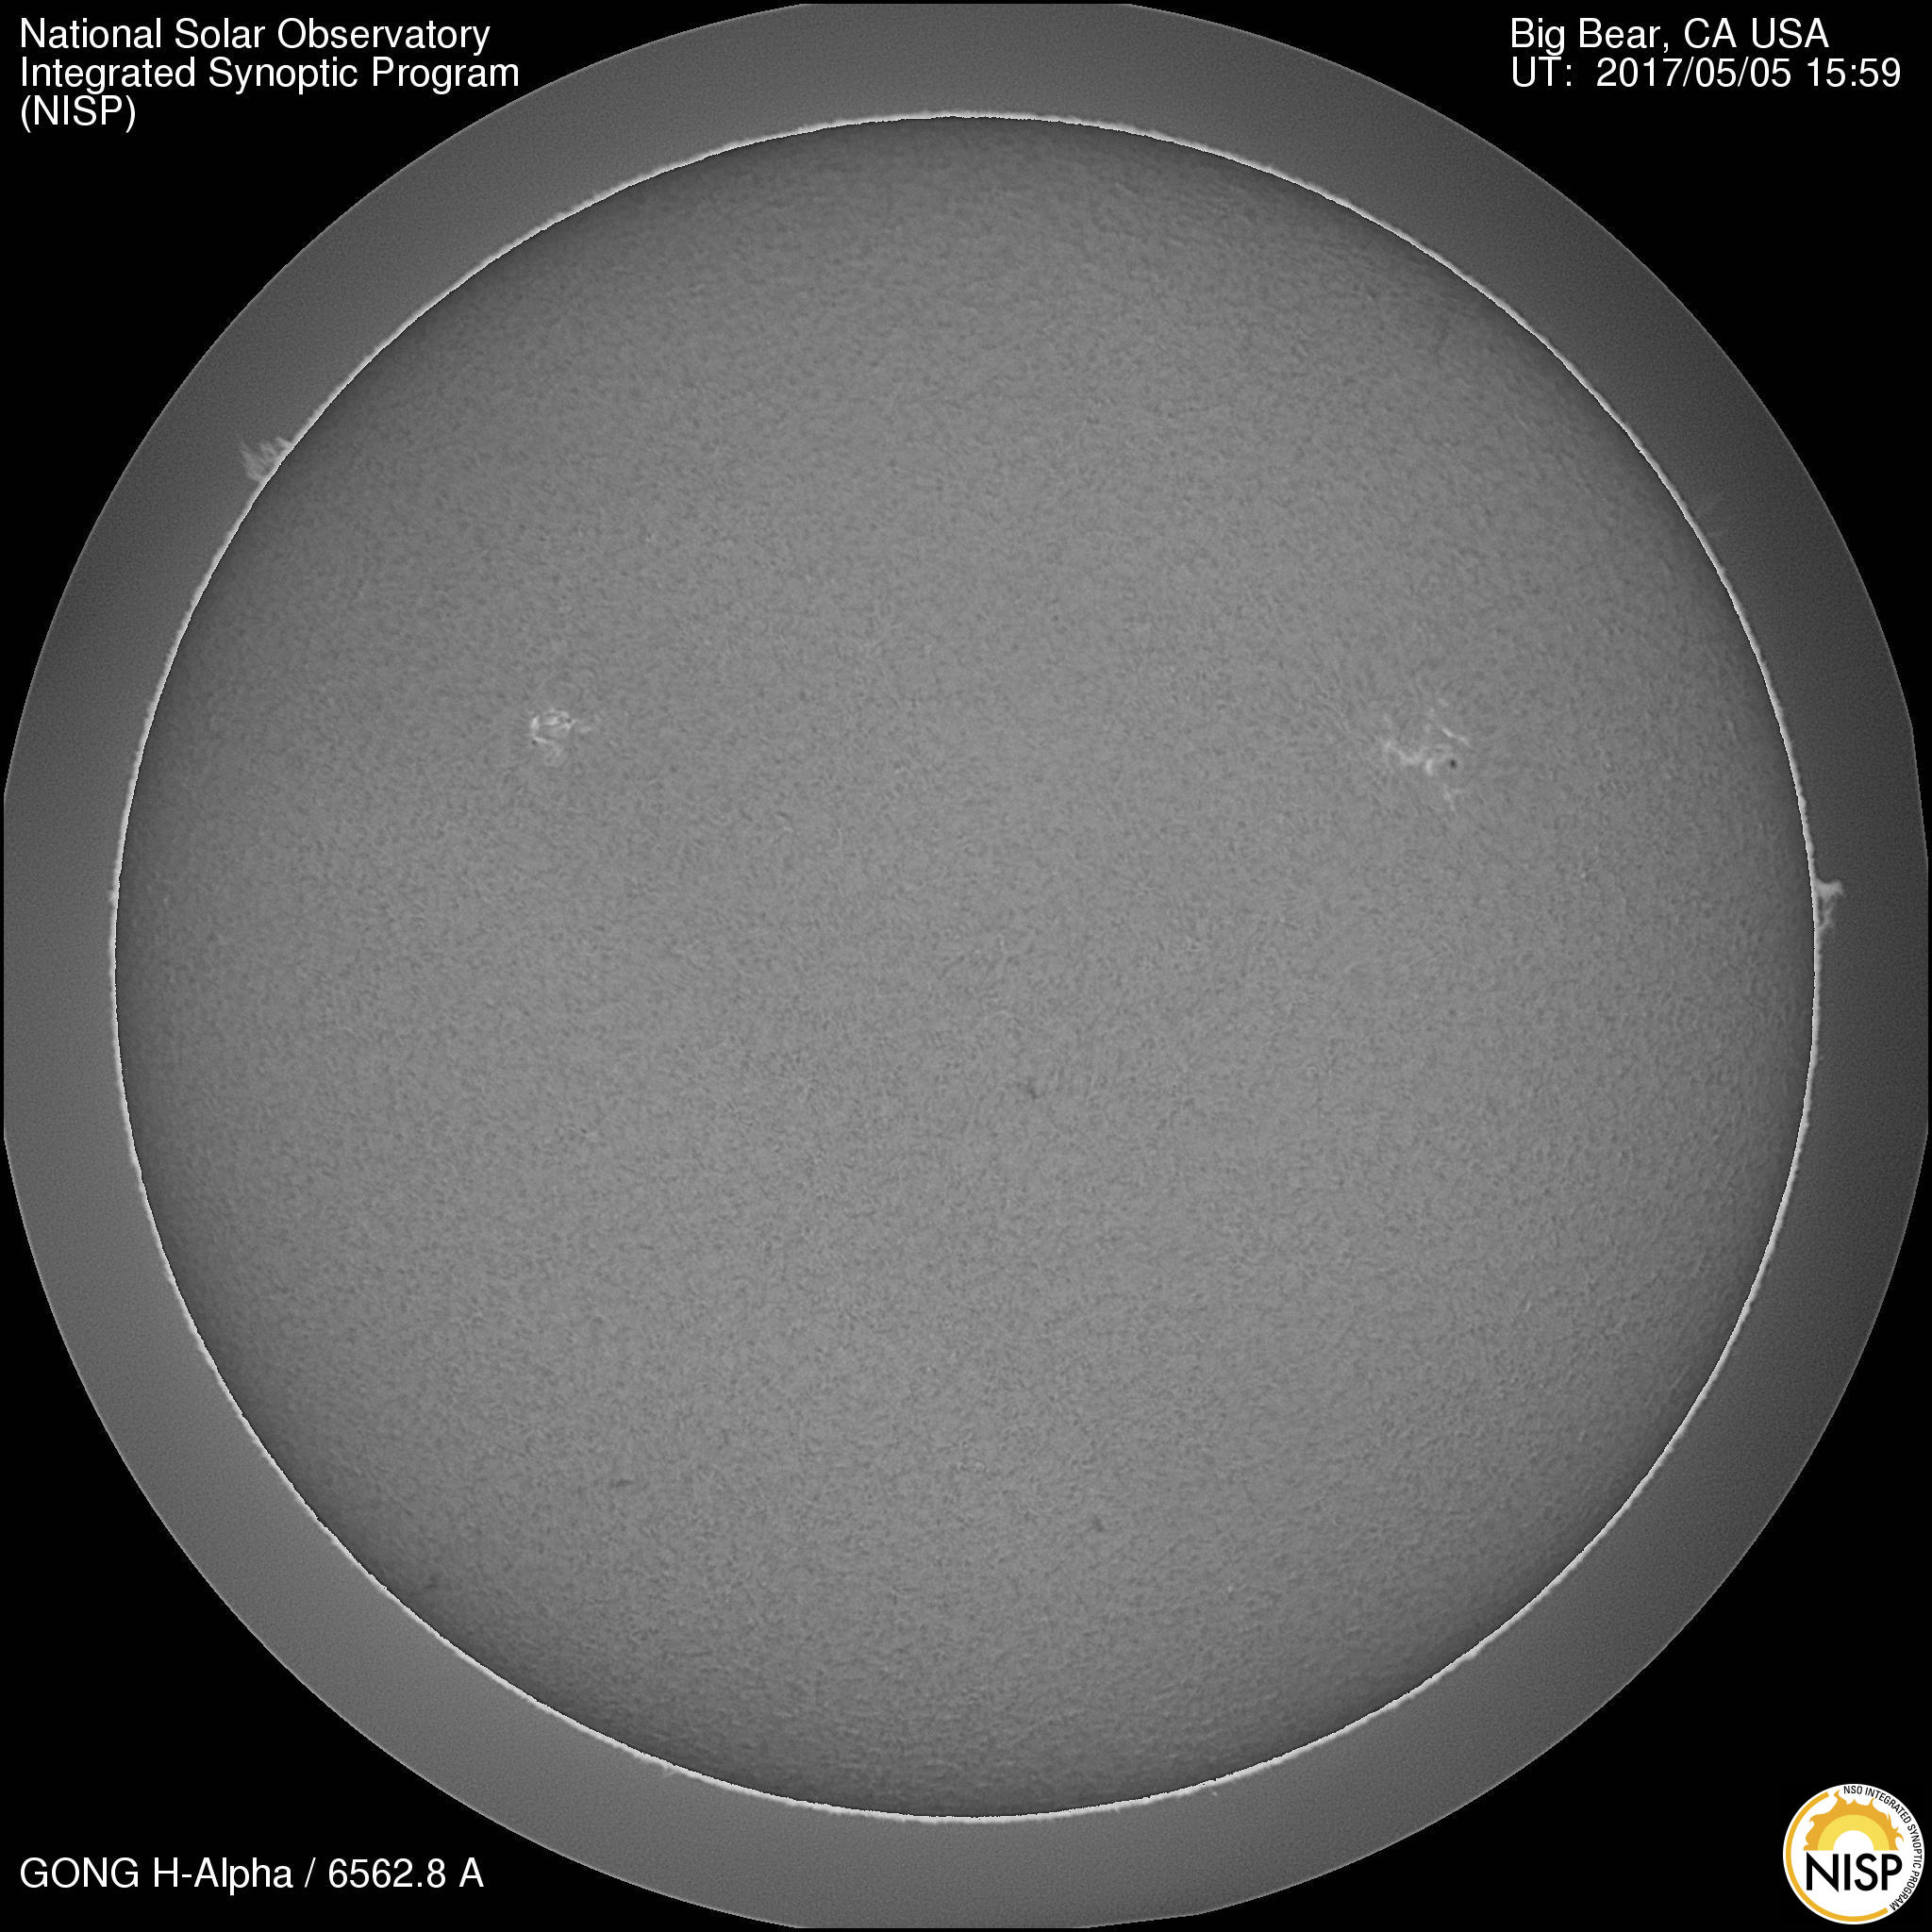 National Solar Observatory
Integrated Synoptic Program
(NISP)
Big Bear, CA USA
UT: 2017/05/05 15:59
GONG H-Alpha / 6562.8 A
NSO INTEGRATED SYNOPTIC PROGRAM
NISP